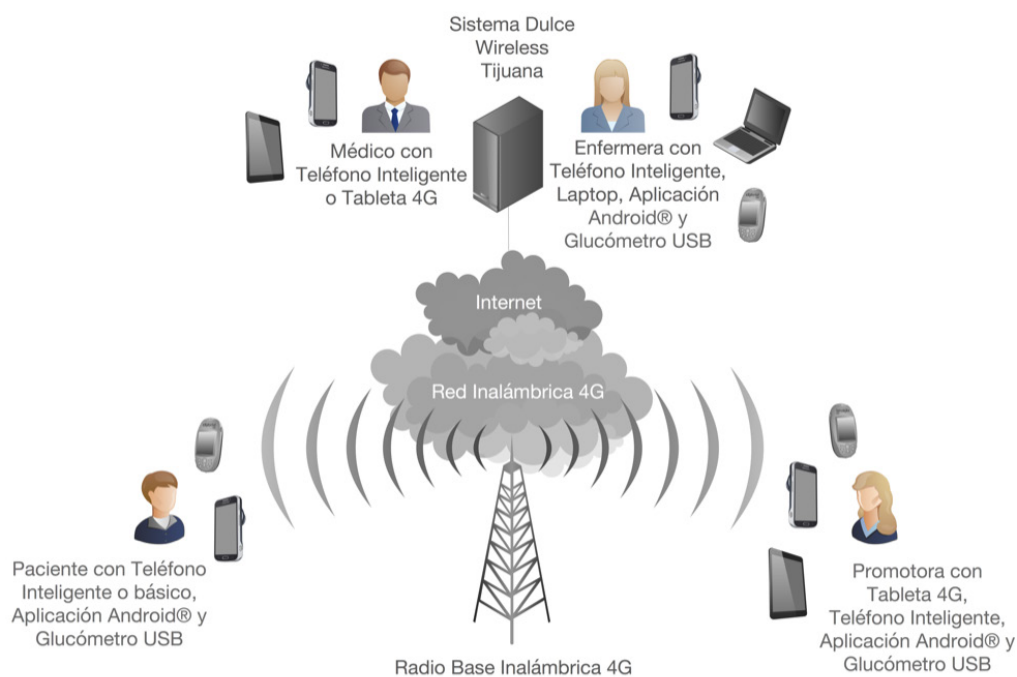 Sistema Dulce
Wireless
Tijuana
Médico con
Teléfono Inteligente
o Tableta 4G
Enfermera con
Teléfono Inteligente,
Laptop, Aplicación
Android® y
Glucómetro USB
Internet
Red Inalámbrica 4G
Paciente con Teléfono
Inteligente o básico,
Aplicación Android® y
Glucómetro USB
Radio Base Inalámbrica 4G
Promotora con
Tableta 4G,
Teléfono Inteligente,
Aplicación Android® y
Glucómetro USB